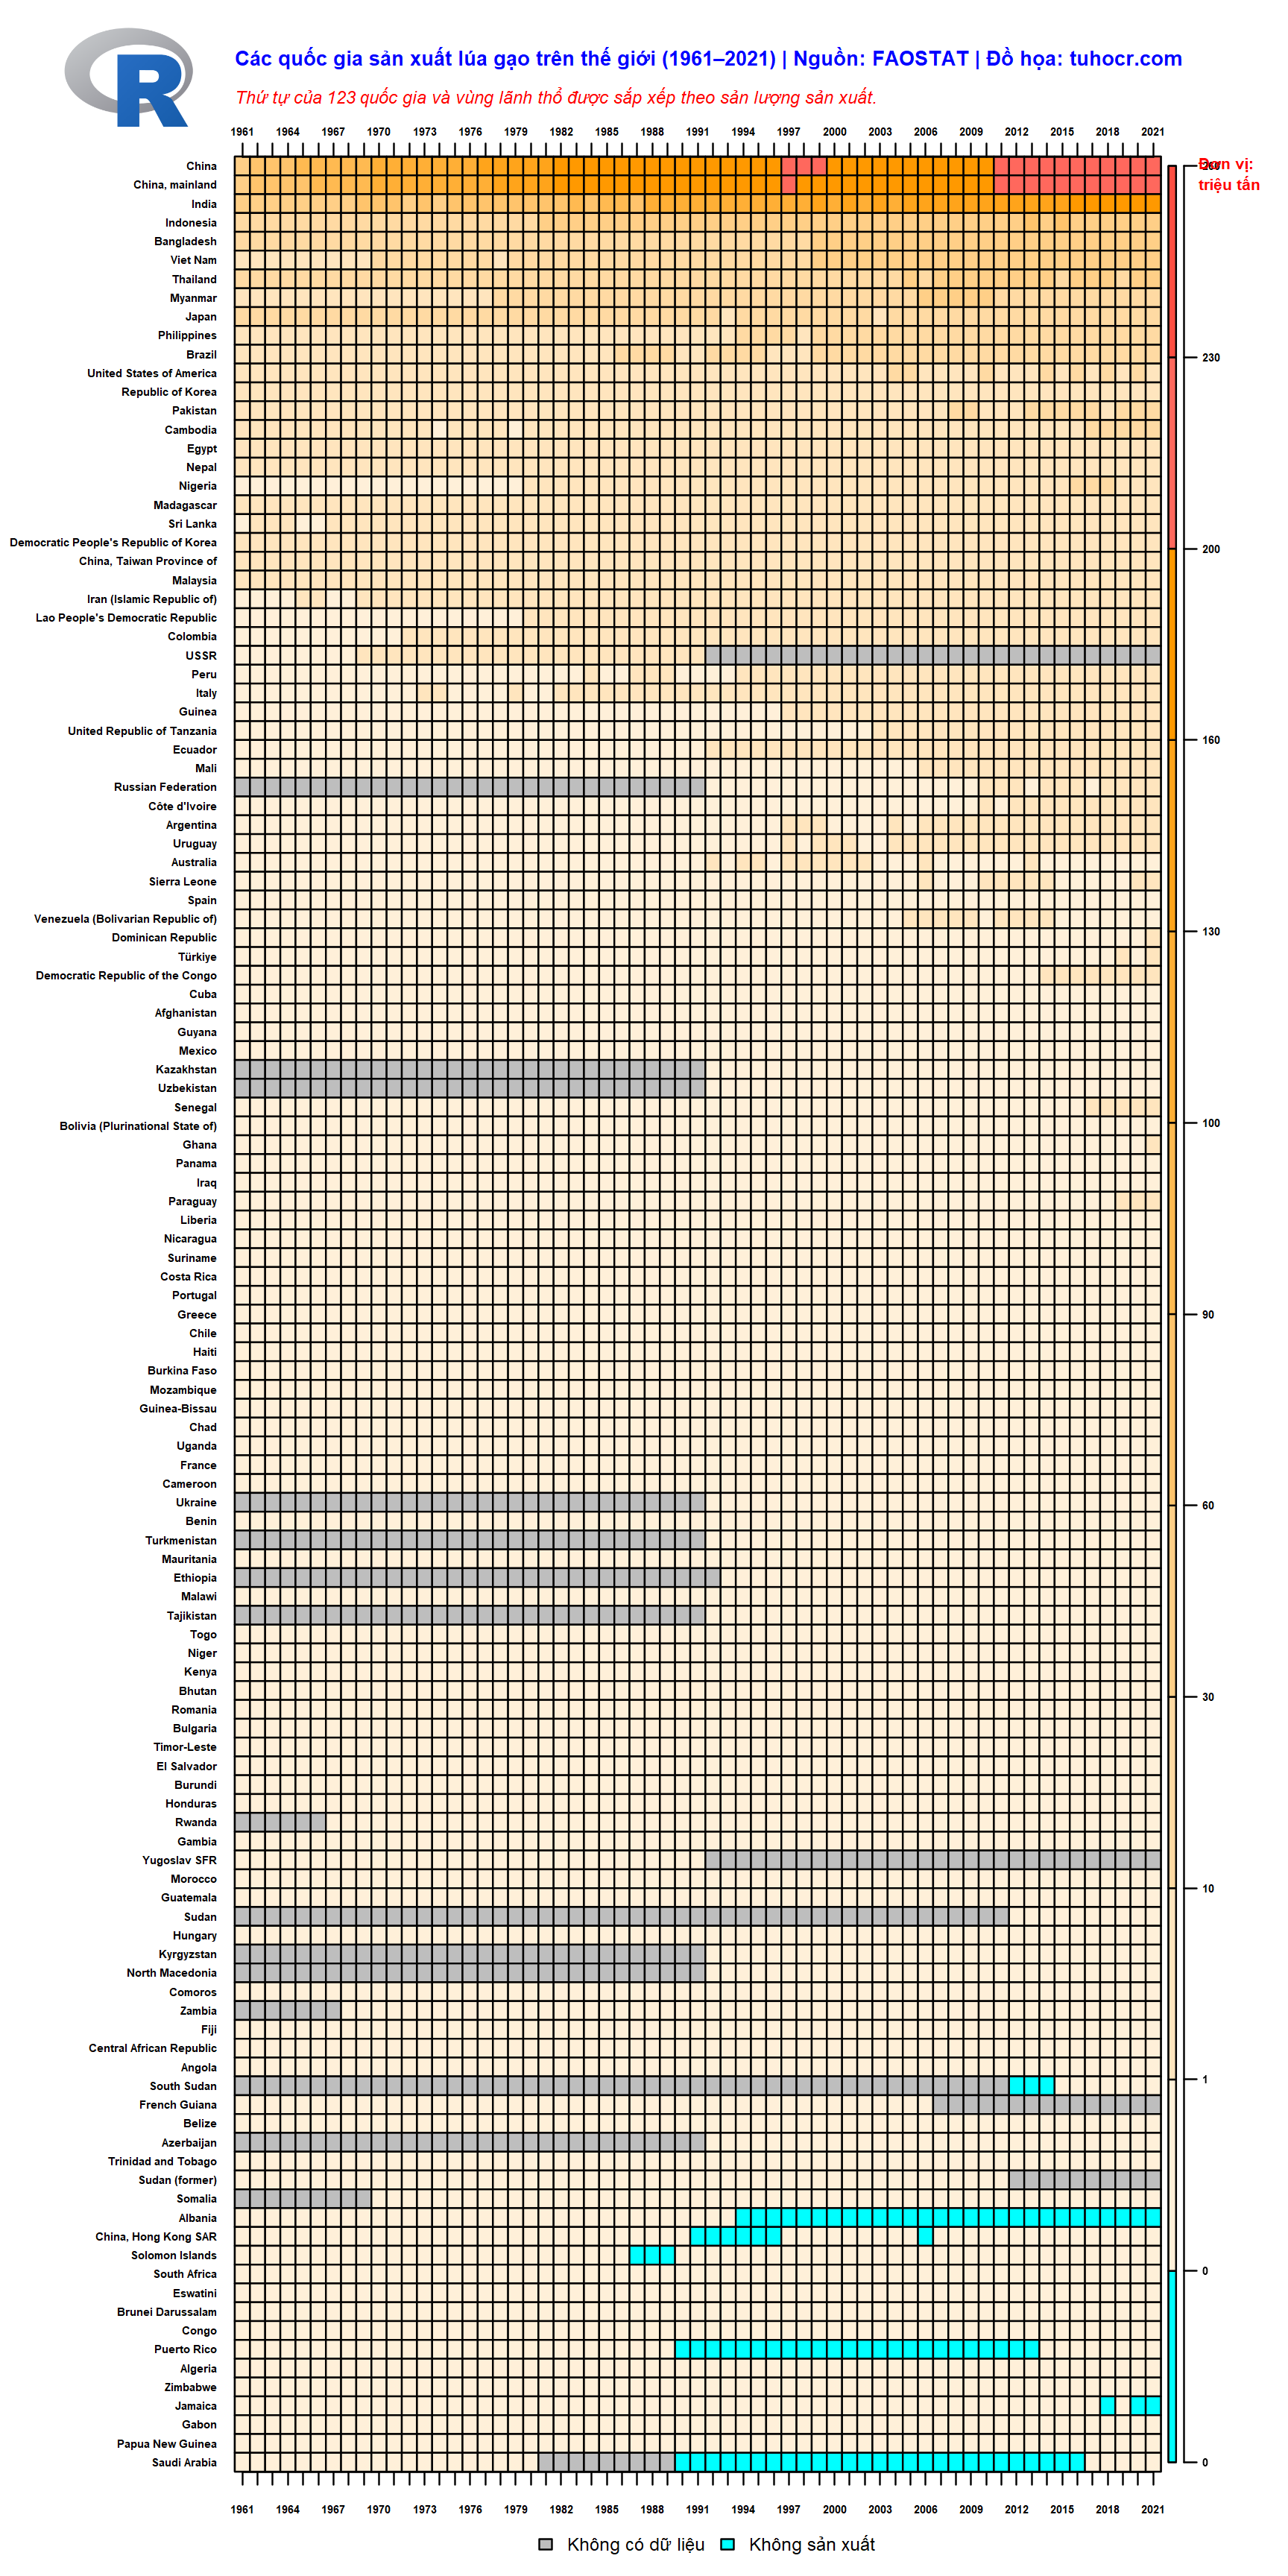 R
Các quốc gia sản xuất lúa gạo trên thế giới (1961–2021) | Nguồn: FAOSTAT | Đồ họa: tuhocr.com
Thứ tự của 123 quốc gia và vùng lãnh thổ được sắp xếp theo sản lượng sản xuất.
1961 1964 1967 1970 1973 1976 1979 1982 1985 1988 1991 1994 1997 2000 2003 2006 2009 2012 2015 2018 2021
Đơn vị:
triệu tấn
China
China, mainland
India
Indonesia
Bangladesh
Viet Nam
Thailand
Myanmar
Japan
Philippines
Brazil
United States of America
Republic of Korea
Pakistan
Cambodia
Egypt
Nepal
Nigeria
Madagascar
Sri Lanka
Democratic People's Republic of Korea
China, Taiwan Province of
Malaysia
Iran (Islamic Republic of)
Lao People's Democratic Republic
Colombia
USSR
Peru
Italy
Guinea
United Republic of Tanzania
Ecuador
Mali
Russian Federation
Côte d'Ivoire
Argentina
Uruguay
Australia
Sierra Leone
Spain
Venezuela (Bolivarian Republic of)
Dominican Republic
Türkiye
Democratic Republic of the Congo
Cuba
Afghanistan
Guyana
Mexico
Kazakhstan
Uzbekistan
Senegal
Bolivia (Plurinational State of)
Ghana
Panama
Iraq
Paraguay
Liberia
Nicaragua
Suriname
Costa Rica
Portugal
Greece
Chile
Haiti
Burkina Faso
Mozambique
Guinea-Bissau
Chad
Uganda
France
Cameroon
Ukraine
Benin
Turkmenistan
Mauritania
Ethiopia
Malawi
Tajikistan
Togo
Niger
Kenya
Bhutan
Romania
Bulgaria
Timor-Leste
El Salvador
Burundi
Honduras
Rwanda
Gambia
Yugoslav SFR
Morocco
Guatemala
Sudan
Hungary
Kyrgyzstan
North Macedonia
Comoros
Zambia
Fiji
Central African Republic
Angola
South Sudan
French Guiana
Belize
Azerbaijan
Trinidad and Tobago
Sudan (former)
Somalia
Albania
China, Hong Kong SAR
Solomon Islands
South Africa
Eswatini
Brunei Darussalam
Congo
Puerto Rico
Algeria
Zimbabwe
Jamaica
Gabon
Papua New Guinea
Saudi Arabia
230
200
160
130
100
90
60
30
10
1
0
0
1961 1964 1967 1970 1973 1976 1979 1982 1985 1988 1991 1994 1997 2000 2003 2006 2009 2012 2015 2018 2021
Không có dữ liệu
Không sản xuất